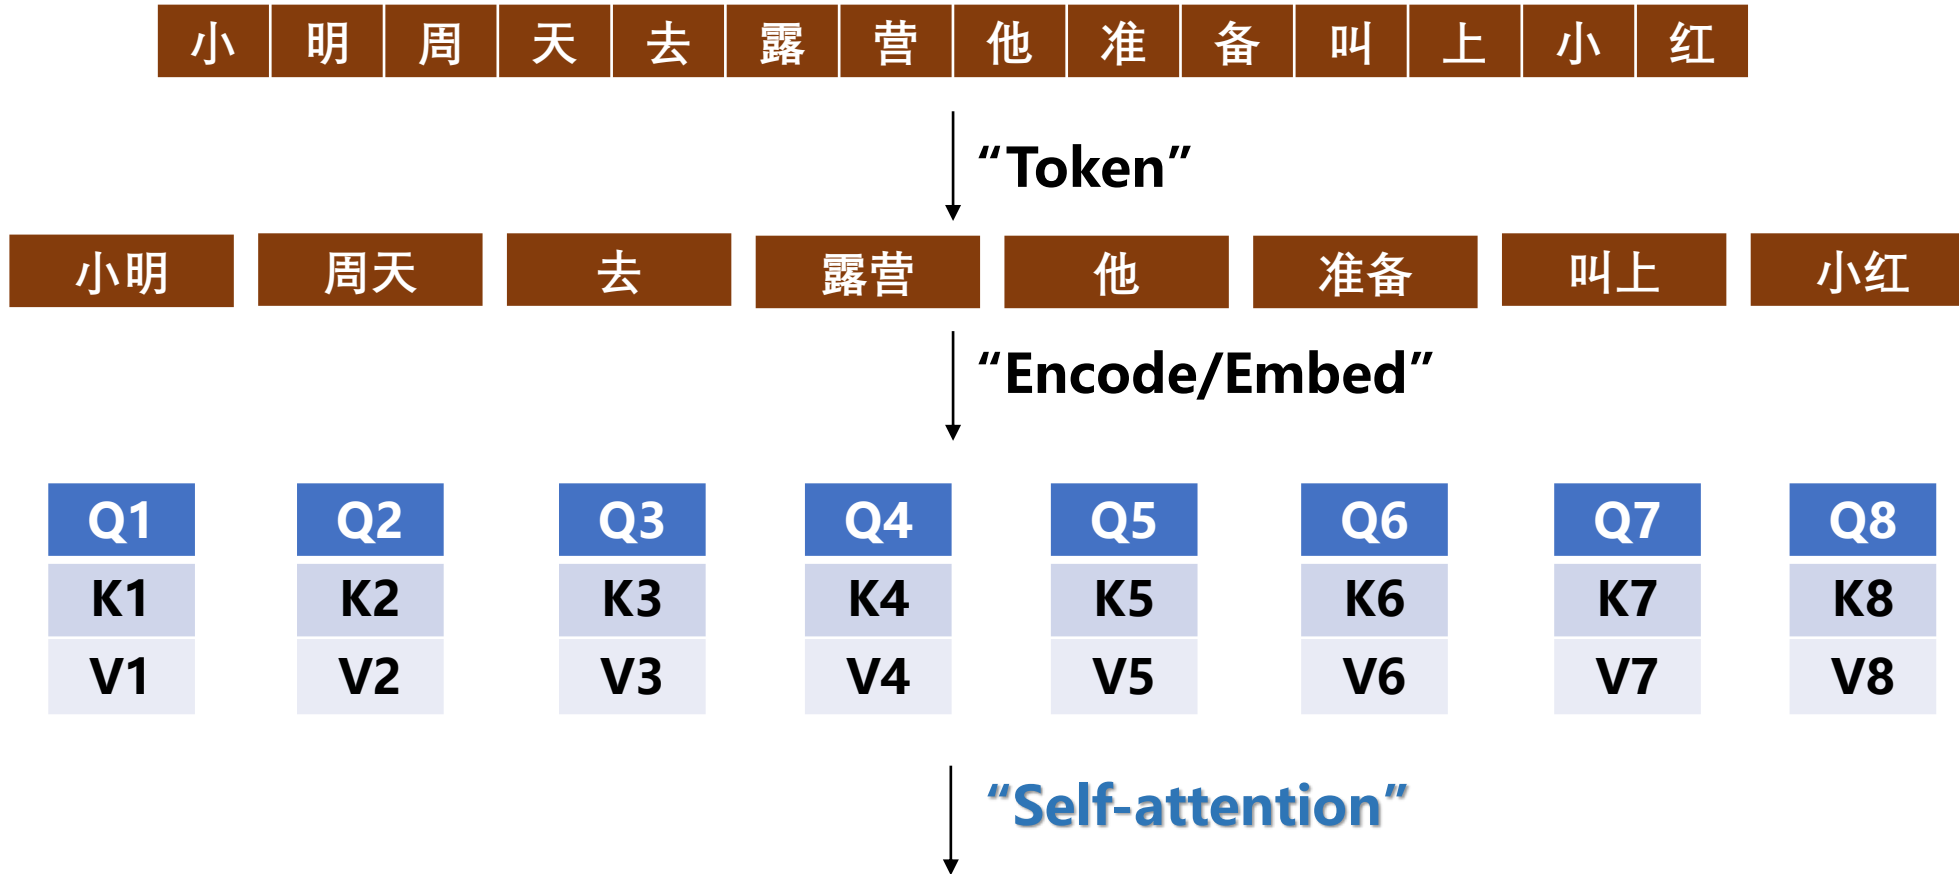 小 明 周 天 去 露 营 他 准 备 叫 上 小 红
“Token”
小明 周天 去 露营 他 准备 叫上 小红
“Encode/Embed”
Q1 Q2 Q3 Q4 Q5 Q6 Q7 Q8
K1 K2 K3 K4 K5 K6 K7 K8
V1 V2 V3 V4 V5 V6 V7 V8
“Self-attention”